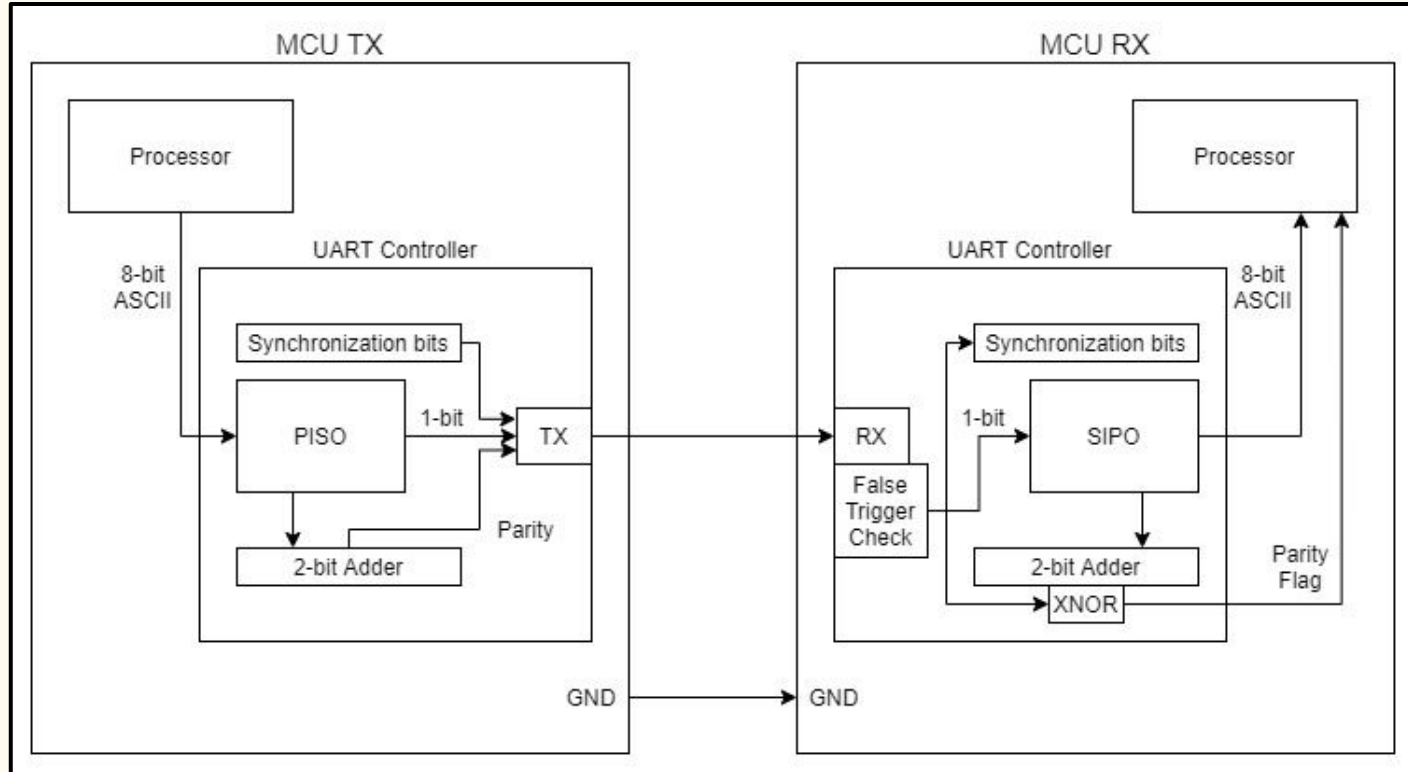 MCU TX
Processor
8-bit
ASCII
UART Controller
Synchronization bits
PISO
1-bit
TX
2-bit Adder
Parity
GND
MCU RX
Processor
UART Controller
8-bit
ASCII
Synchronization bits
RX
1-bit
SIPO
False
Trigger
Check
2-bit Adder
XNOR
Parity
Flag
GND